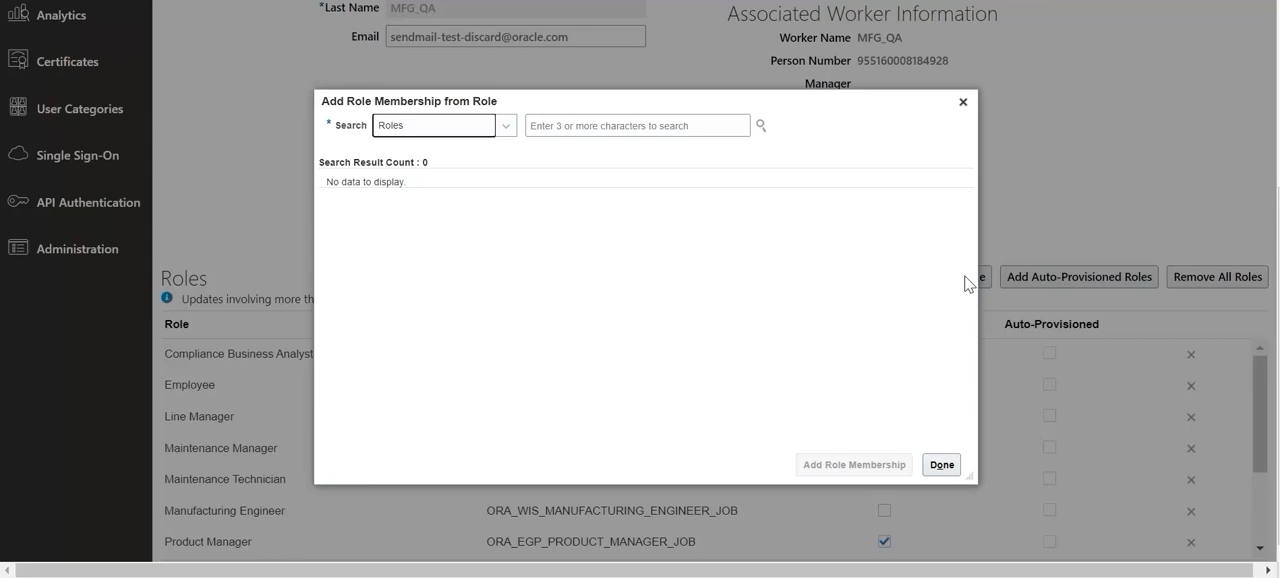 Analytics
Certificates
User Categories
Single Sign-On
API Authentication
Administration
*Last Name MFG_QA
Email sendmail-test-discard@oracle.com
Associated Worker Information
Worker Name MFG_QA
Person Number 955160008184928
Manager
Add Role Membership from Role
* Search Roles Enter 3 or more characters to search
Search Result Count : 0
No data to display.
Add Role Membership Done
Roles
e Add Auto-Provisioned Roles Remove All Roles
Updates involving more th
Role Auto-Provisioned
Compliance Business Analyst
Employee
Line Manager
Maintenance Manager
Maintenance Technician
Manufacturing Engineer ORA_WIS_MANUFACTURING_ENGINEER_JOB
Product Manager ORA_EGP_PRODUCT_MANAGER_JOB